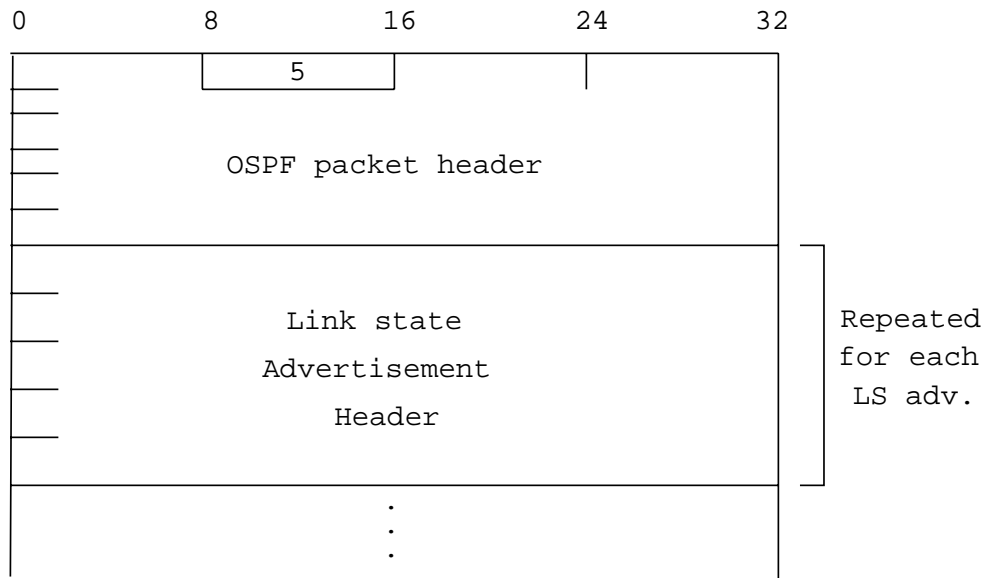 0 8 16 24 32
5
OSPF packet header
Link state
Advertisement
Header
Repeated
for each
LS adv.
.
.
.